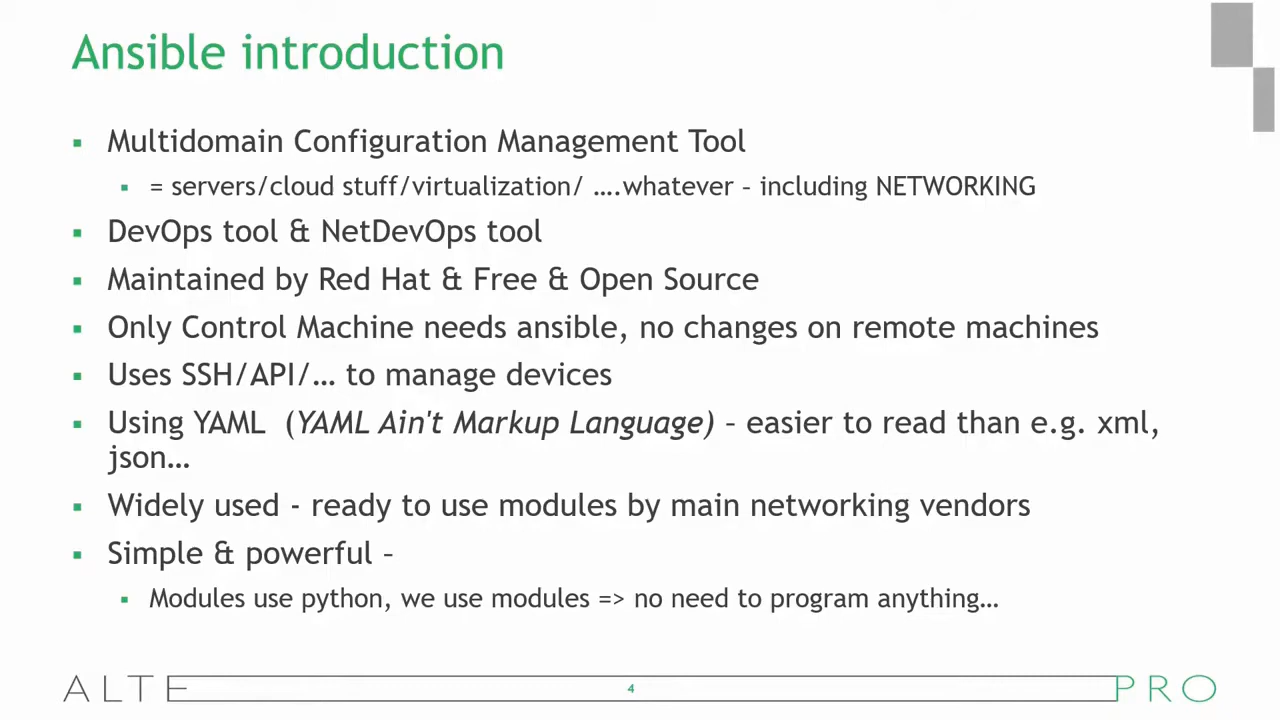 Ansible introduction
Multidomain Configuration Management Tool
= servers/cloud stuff/virtualization/ ….whatever – including NETWORKING
DevOps tool & NetDevOps tool
Maintained by Red Hat & Free & Open Source
Only Control Machine needs ansible, no changes on remote machines
Uses SSH/API/… to manage devices
Using YAML  (YAML Ain't Markup Language) – easier to read than e.g. xml,
json…
Widely used - ready to use modules by main networking vendors
Simple & powerful –
Modules use python, we use modules => no need to program anything…
ALTE 4 PRO